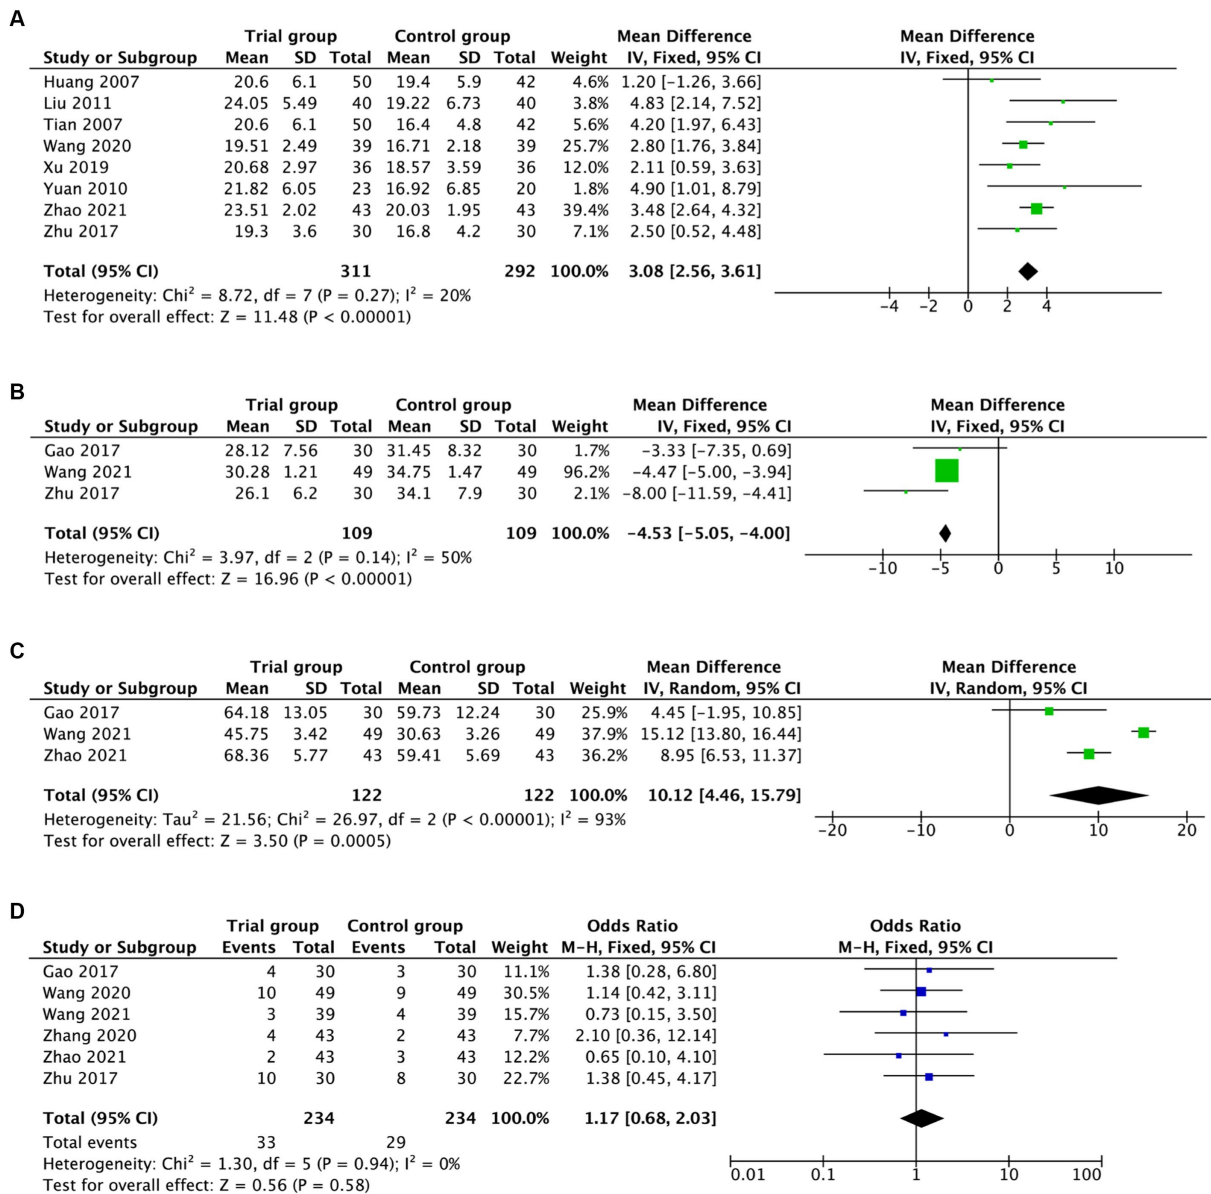 A
Trial group Control group Mean Difference Mean Difference
Study or Subgroup Mean SD Total Mean SD Total Weight IV, Fixed, 95% CI IV, Fixed, 95% CI
Huang 2007 20.6 6.1 50 19.4 5.9 42 4.6% 1.20 [−1.26, 3.66]
Liu 2011 24.05 5.49 40 19.22 6.73 40 3.8% 4.83 [2.14, 7.52]
Tian 2007 20.6 6.1 50 16.4 4.8 42 5.6% 4.20 [1.97, 6.43]
Wang 2020 19.51 2.49 39 16.71 2.18 39 25.7% 2.80 [1.76, 3.84]
Xu 2019 20.68 2.97 36 18.57 3.59 36 12.0% 2.11 [0.59, 3.63]
Yuan 2010 21.82 6.05 23 16.92 6.85 20 1.8% 4.90 [1.01, 8.79]
Zhao 2021 23.51 2.02 43 20.03 1.95 43 39.4% 3.48 [2.64, 4.32]
Zhu 2017 19.3 3.6 30 16.8 4.2 30 7.1% 2.50 [0.52, 4.48]
Total (95% CI) 311 292 100.0% 3.08 [2.56, 3.61]
Heterogeneity: Chi² = 8.72, df = 7 (P = 0.27); I² = 20%
−4 −2 0 2 4
Test for overall effect: Z = 11.48 (P < 0.00001)
B
Trial group Control group Mean Difference Mean Difference
Study or Subgroup Mean SD Total Mean SD Total Weight IV, Fixed, 95% CI IV, Fixed, 95% CI
Gao 2017 28.12 7.56 30 31.45 8.32 30 1.7% −3.33 [−7.35, 0.69]
Wang 2021 30.28 1.21 49 34.75 1.47 49 96.2% −4.47 [−5.00, −3.94]
Zhu 2017 26.1 6.2 30 34.1 7.9 30 2.1% −8.00 [−11.59, −4.41]
Total (95% CI) 109 109 100.0% −4.53 [−5.05, −4.00]
Heterogeneity: Chi² = 3.97, df = 2 (P = 0.14); I² = 50%
−10 −5 0 5 10
Test for overall effect: Z = 16.96 (P < 0.00001)
C
Trial group Control group Mean Difference Mean Difference
Study or Subgroup Mean SD Total Mean SD Total Weight IV, Random, 95% CI IV, Random, 95% CI
Gao 2017 64.18 13.05 30 59.73 12.24 30 25.9% 4.45 [−1.95, 10.85]
Wang 2021 45.75 3.42 49 30.63 3.26 49 37.9% 15.12 [13.80, 16.44]
Zhao 2021 68.36 5.77 43 59.41 5.69 43 36.2% 8.95 [6.53, 11.37]
Total (95% CI) 122 122 100.0% 10.12 [4.46, 15.79]
Heterogeneity: Tau² = 21.56; Chi² = 26.97, df = 2 (P < 0.00001); I² = 93%
−20 −10 0 10 20
Test for overall effect: Z = 3.50 (P = 0.0005)
D
Trial group Control group Odds Ratio Odds Ratio
Study or Subgroup Events Total Events Total Weight M−H, Fixed, 95% CI M−H, Fixed, 95% CI
Gao 2017 4 30 3 30 11.1% 1.38 [0.28, 6.80]
Wang 2020 10 49 9 49 30.5% 1.14 [0.42, 3.11]
Wang 2021 3 39 4 39 15.7% 0.73 [0.15, 3.50]
Zhang 2020 4 43 2 43 7.7% 2.10 [0.36, 12.14]
Zhao 2021 2 43 3 43 12.2% 0.65 [0.10, 4.10]
Zhu 2017 10 30 8 30 22.7% 1.38 [0.45, 4.17]
Total (95% CI) 234 234 100.0% 1.17 [0.68, 2.03]
Total events 33 29
Heterogeneity: Chi² = 1.30, df = 5 (P = 0.94); I² = 0%
0.01 0.1 1 10 100
Test for overall effect: Z = 0.56 (P = 0.58)